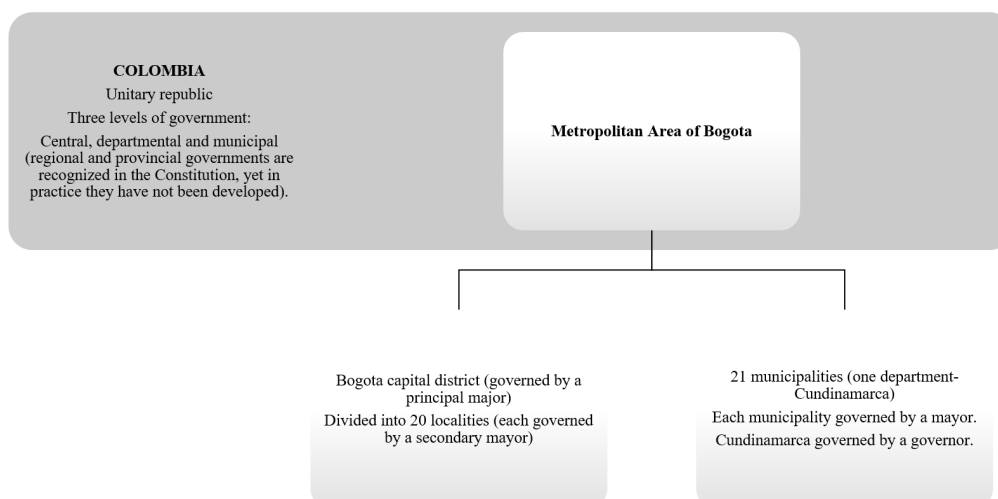 COLOMBIA
Unitary republic
Three levels of government:
Central, departmental and municipal
(regional and provincial governments are
recognized in the Constitution, yet in
practice they have not been developed).
Metropolitan Area of Bogota
Bogota capital district (governed by a
principal major)
Divided into 20 localities (each governed
by a secondary mayor)
21 municipalities (one department-
Cundinamarca)
Each municipality governed by a mayor.
Cundinamarca governed by a governor.